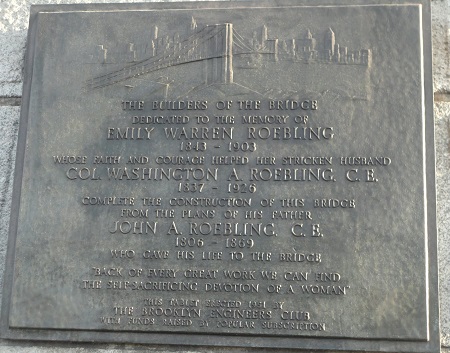 THE BUILDERS OF THE BRIDGE
DEDICATED TO THE MEMORY OF
EMILY WARREN ROEBLING
1843 - 1903
WHOSE FAITH AND COURAGE HELPED HER STRICKEN HUSBAND
COL. WASHINGTON A. ROEBLING, C. E.
1837 - 1926
COMPLETE THE CONSTRUCTION OF THIS BRIDGE
FROM THE PLANS OF HIS FATHER
JOHN A. ROEBLING, C. E.
1806 - 1869
WHO GAVE HIS LIFE TO THE BRIDGE
"BACK OF EVERY GREAT WORK WE CAN FIND
THE SELF-SACRIFICING DEVOTION OF A WOMAN"
THIS TABLET ERECTED 1951 BY
THE BROOKLYN ENGINEERS CLUB
WITH FUNDS RAISED BY POPULAR SUBSCRIPTION